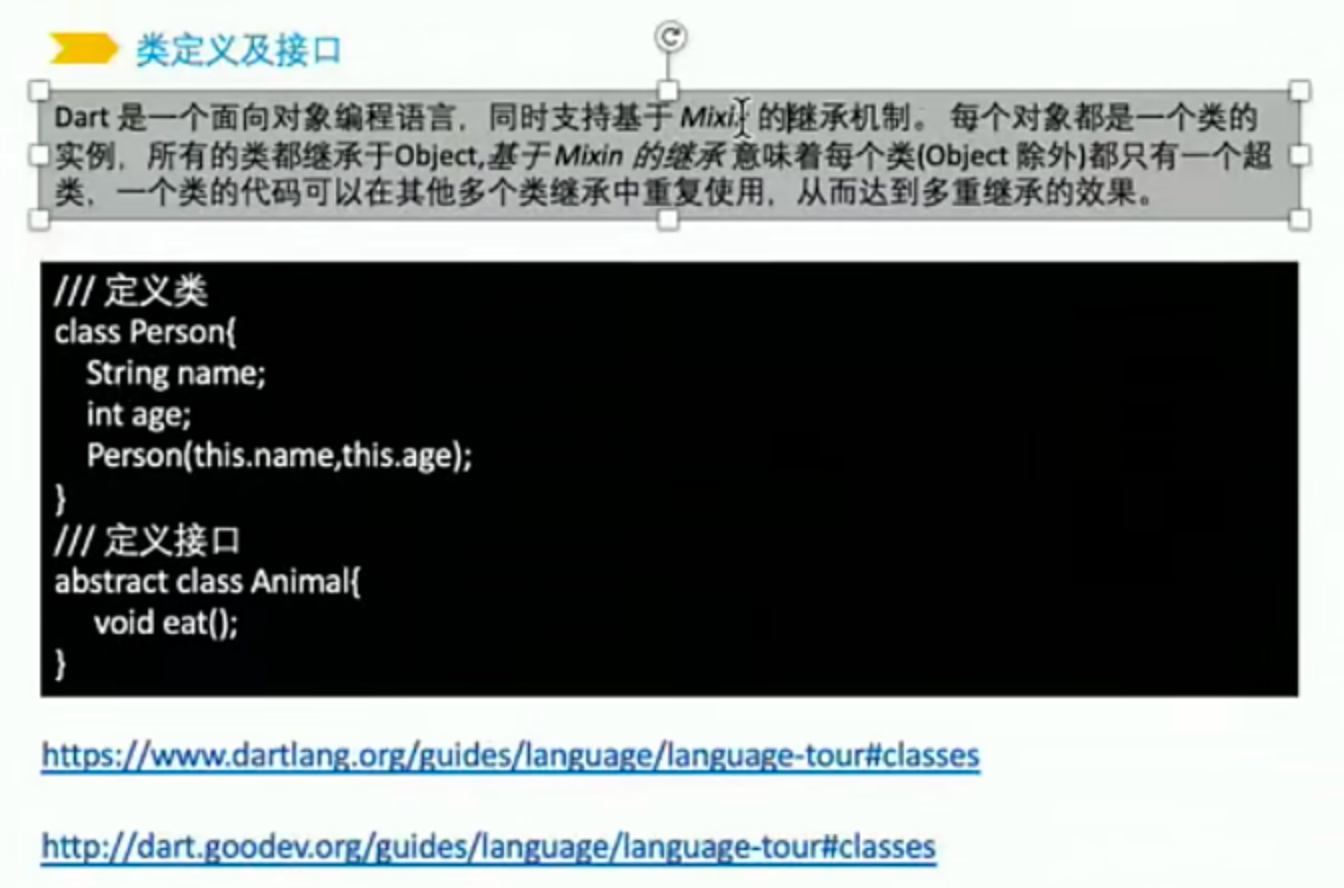 类定义及接口
Dart 是一个面向对象编程语言，同时支持基于 Mixin 的继承机制。 每个对象都是一个类的
实例，所有的类都继承于Object,基于Mixin 的继承 意味着每个类(Object 除外)都只有一个超
类，一个类的代码可以在其他多个类继承中重复使用，从而达到多重继承的效果。
/// 定义类
class Person{
String name;
int age;
Person(this.name,this.age);
}
/// 定义接口
abstract class Animal{
void eat();
}
https://www.dartlang.org/guides/language/language-tour#classes
http://dart.goodev.org/guides/language/language-tour#classes